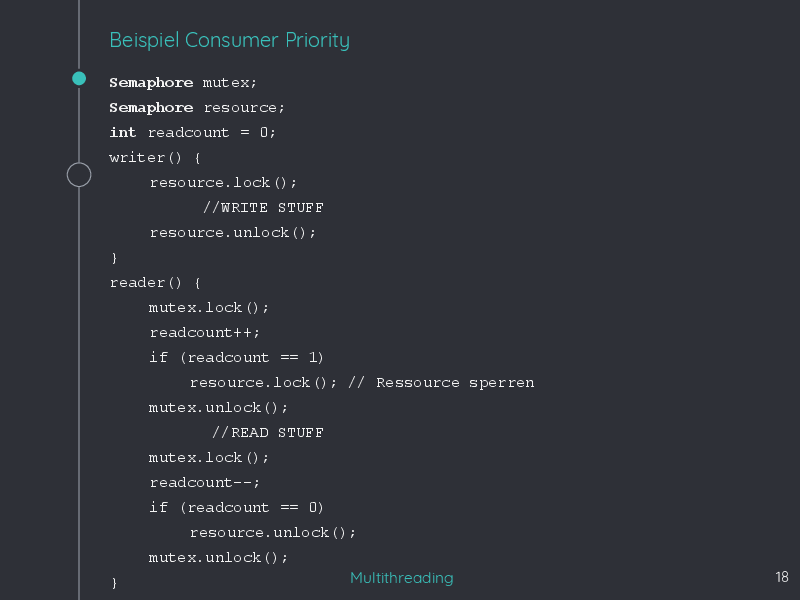 Beispiel Consumer Priority
Semaphore mutex;
Semaphore resource;
int readcount = 0;
writer() {
resource.lock();
//WRITE STUFF
resource.unlock();
}
reader() {
mutex.lock();
readcount++;
if (readcount == 1)
resource.lock(); // Ressource sperren
mutex.unlock();
//READ STUFF
mutex.lock();
readcount--;
if (readcount == 0)
resource.unlock();
mutex.unlock();
}
Multithreading
18